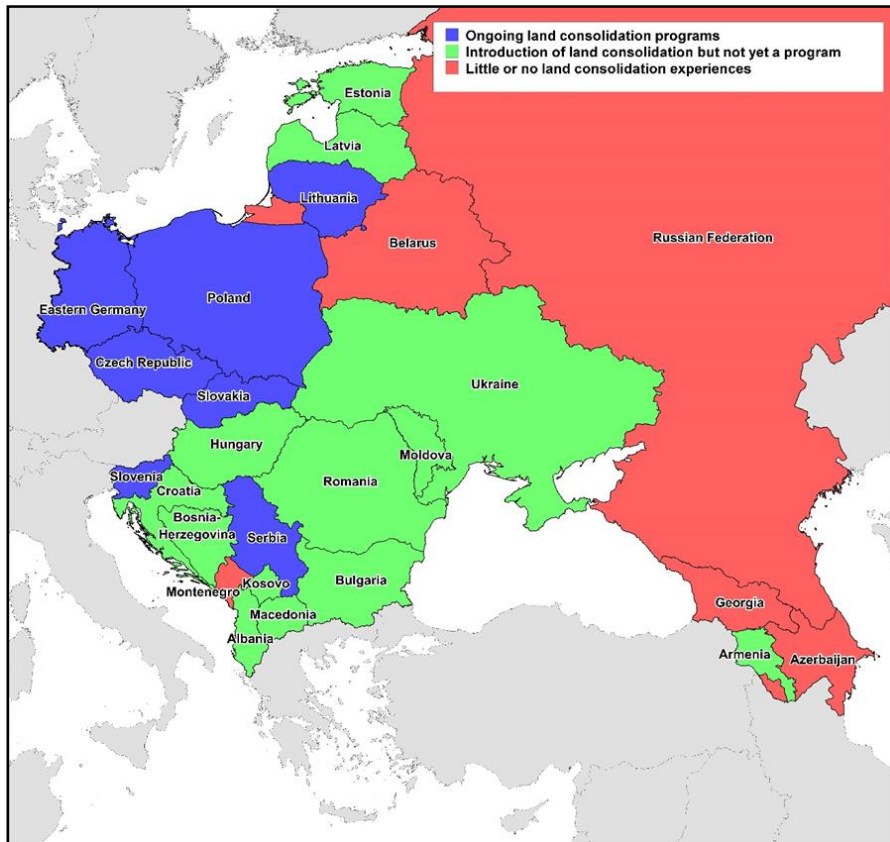 Ongoing land consolidation programs
Introduction of land consolidation but not yet a program
Little or no land consolidation experiences
Estonia
Latvia
Lithuania
Russian Federation
Belarus
Poland
Eastern Germany
Czech Republic
Slovakia
Ukraine
Hungary
Moldova
Slovenia
Romania
Croatia
Bosnia-
Herzegovina
Serbia
Kosovo
Bulgaria
Montenegro
Macedonia
Albania
Georgia
Armenia
Azerbaijan